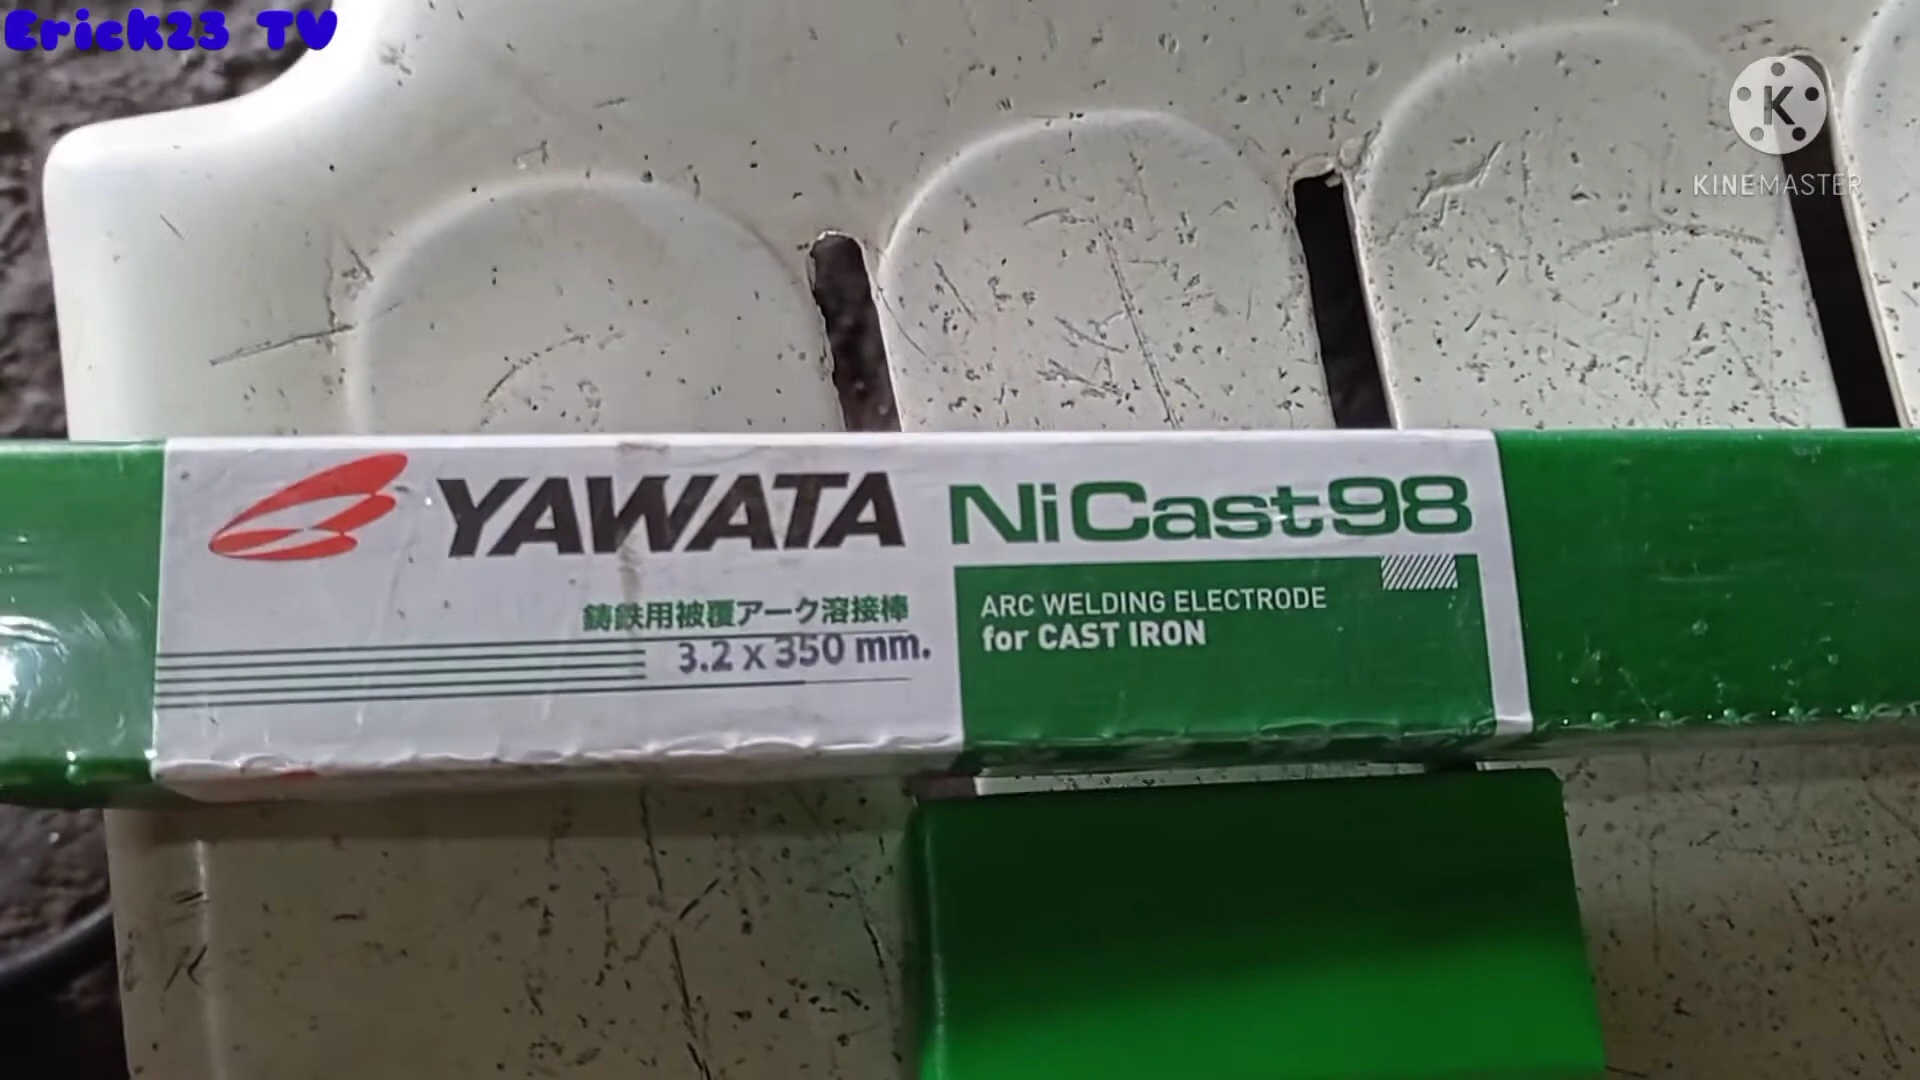 Erick23 TV
K
KINEMASTER
YAWATA NiCast98
鋳鉄用被覆アーク溶接棒
3.2 x 350 mm.
ARC WELDING ELECTRODE
for CAST IRON